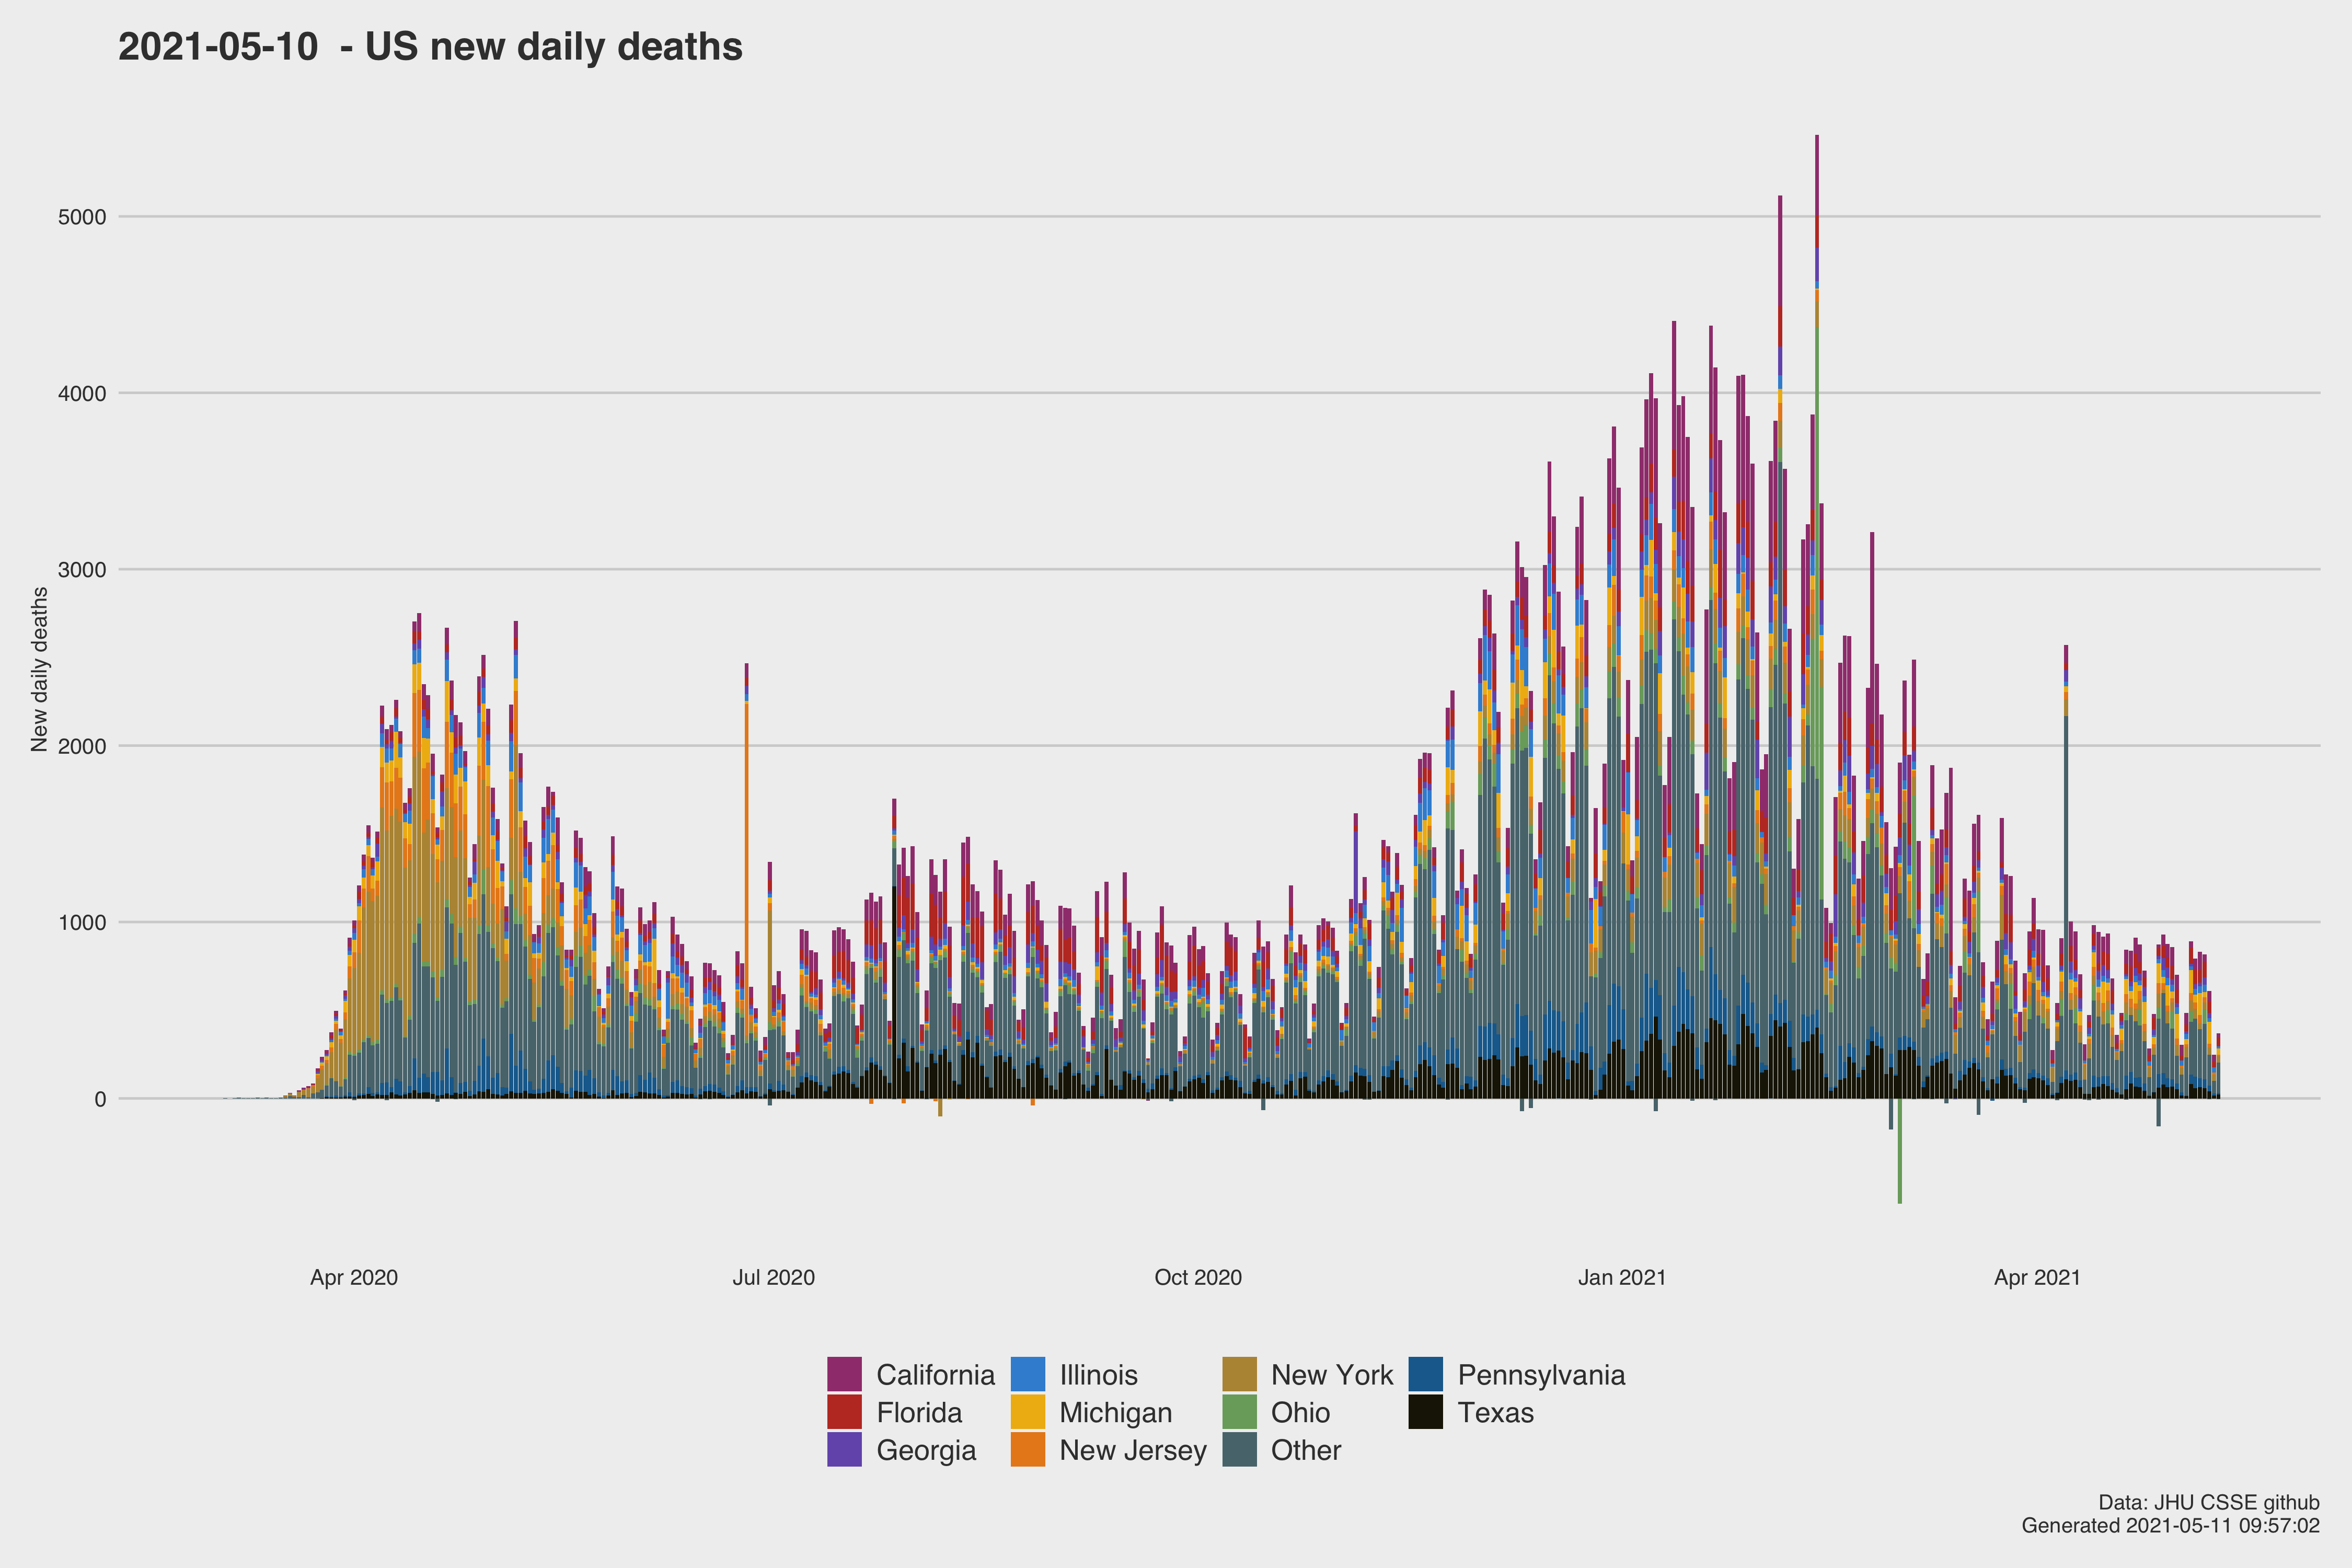 2021-05-10  - US new daily deaths
New daily deaths
5000
4000
3000
2000
1000
0
Apr 2020
Jul 2020
Oct 2020
Jan 2021
Apr 2021
California
Illinois
New York
Pennsylvania
Florida
Michigan
Ohio
Texas
Georgia
New Jersey
Other
Data: JHU CSSE github
Generated 2021-05-11 09:57:02